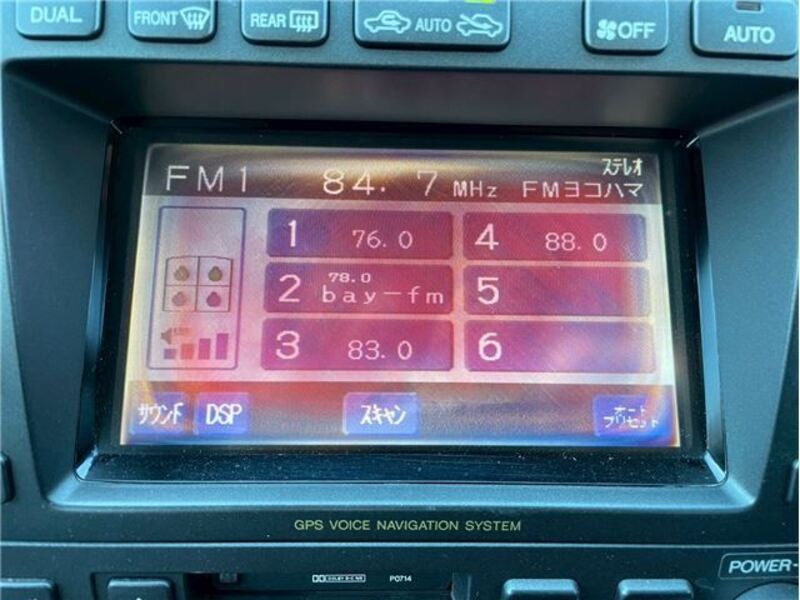 DUAL
FRONT
REAR
AUTO
OFF
AUTO
ステレオ
FM1 84.7 MHz FMヨコハマ
1 76.0
4 88.0
2 78.0
bay-fm
5
3 83.0
6
サウンド DSP スキャン オート
プリセット
GPS VOICE NAVIGATION SYSTEM
DOLBY B-C NR P0714
POWER-